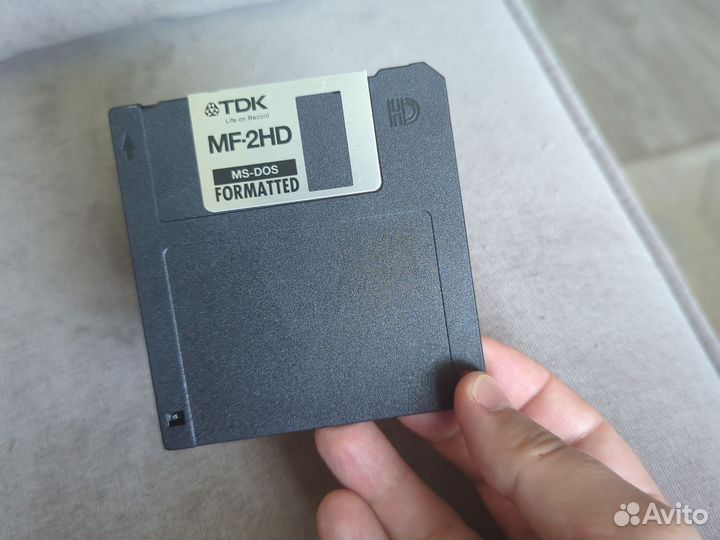 TDK
Life on Record
MF-2HD
MS-DOS
FORMATTED
HD
Avito